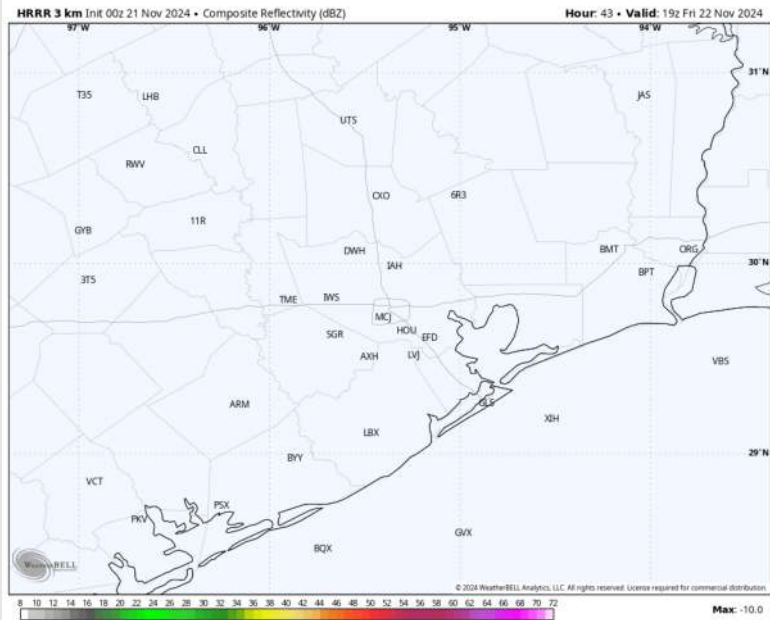 HRRR 3 km Init 00z 21 Nov 2024 • Composite Reflectivity (dBZ) Hour: 43 • Valid: 19z Fri 22 Nov 2024
97°W 96°W 95°W 94°W
31°N
T35 LHB JAS
UTS
CLL
RWV
CXO 6R3
11R
GYB
DWH BMT ORG
IAH 30°N
3T5 BPT
TME IWS
MCJ
SGR HOU EFD
AXH LVJ VBS
ARM GLS
XIH
LBX
29°N
BYY
VCT
PSX
PKV
GVX
BQX
WeatherBELL
© 2024 WeatherBELL Analytics, LLC. All rights reserved. License required for commercial distribution.
8 10 12 14 16 18 20 22 24 26 28 30 32 34 36 38 40 42 44 46 48 50 52 54 56 58 60 62 64 66 68 70 72 Max: -10.0